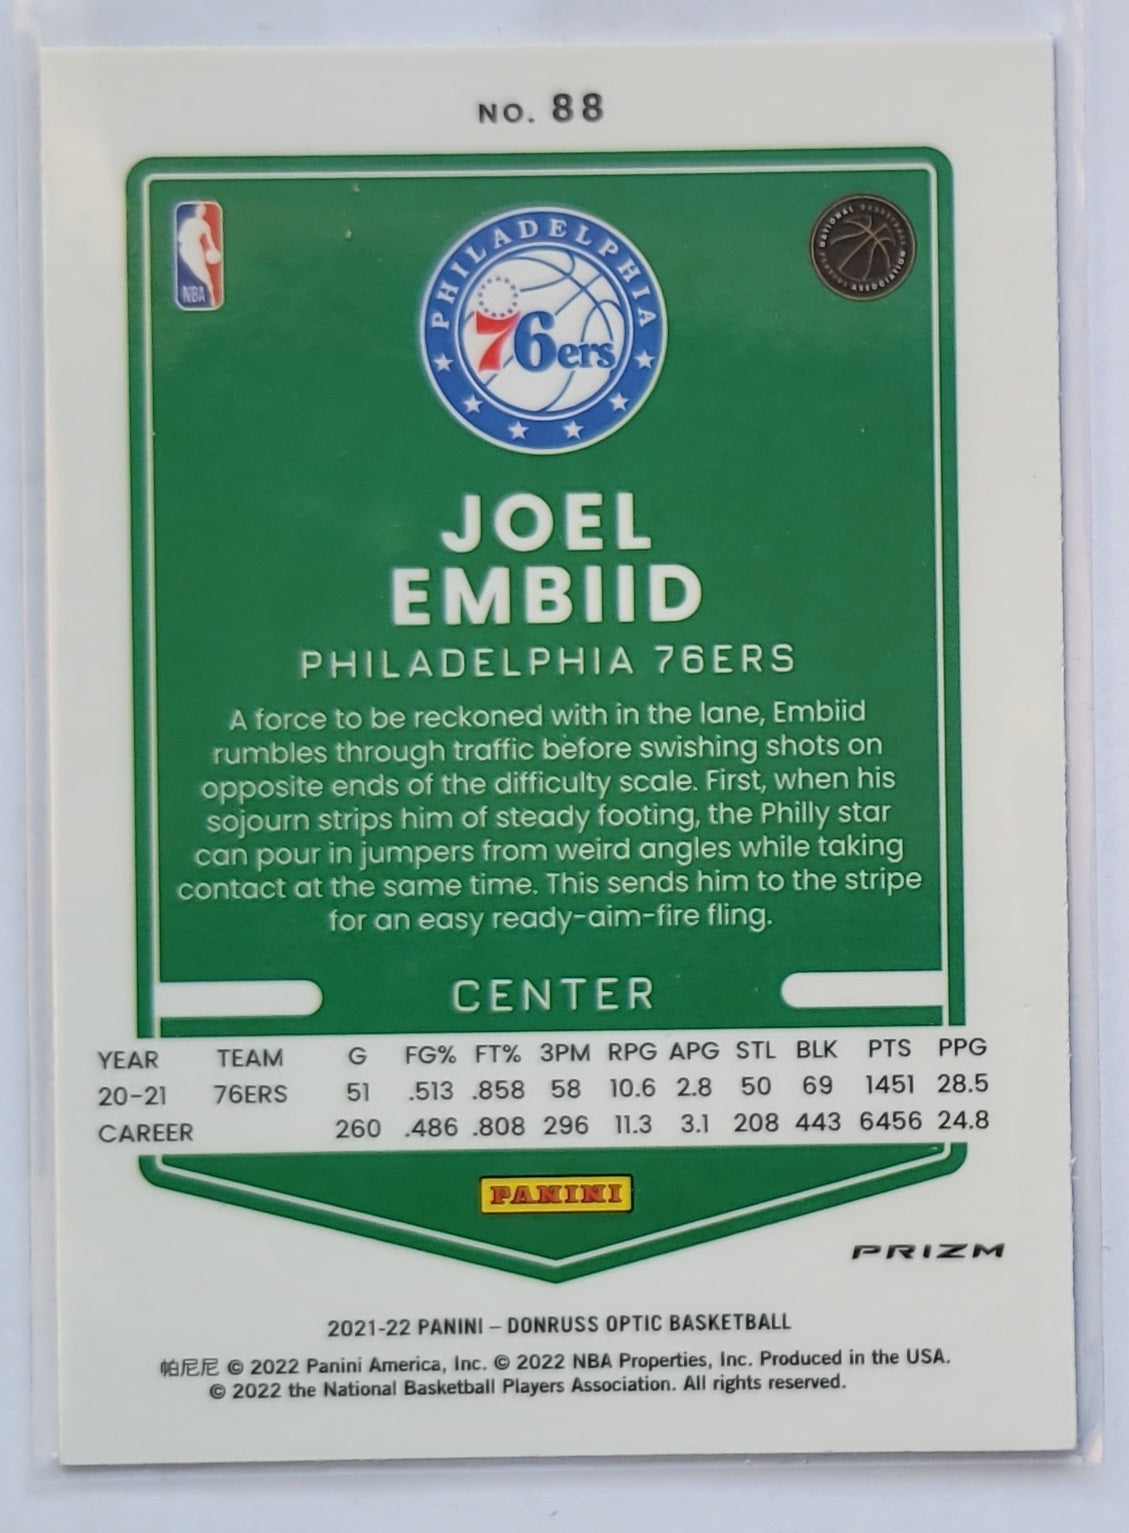 NO. 88
NBA
PHILADELPHIA
76ers
NATIONAL BASKETBALL PLAYERS ASSOCIATION
JOEL
EMBIID
PHILADELPHIA 76ERS
A force to be reckoned with in the lane, Embiid
rumbles through traffic before swishing shots on
opposite ends of the difficulty scale. First, when his
sojourn strips him of steady footing, the Philly star
can pour in jumpers from weird angles while taking
contact at the same time. This sends him to the stripe
for an easy ready-aim-fire fling.
CENTER
YEAR TEAM G FG% FT% 3PM RPG APG STL BLK PTS PPG
20-21 76ERS 51 .513 .858 58 10.6 2.8 50 69 1451 28.5
CAREER 260 .486 .808 296 11.3 3.1 208 443 6456 24.8
PANINI
PRIZM
2021-22 PANINI – DONRUSS OPTIC BASKETBALL
帕尼尼 © 2022 Panini America, Inc. © 2022 NBA Properties, Inc. Produced in the USA.
© 2022 the National Basketball Players Association. All rights reserved.